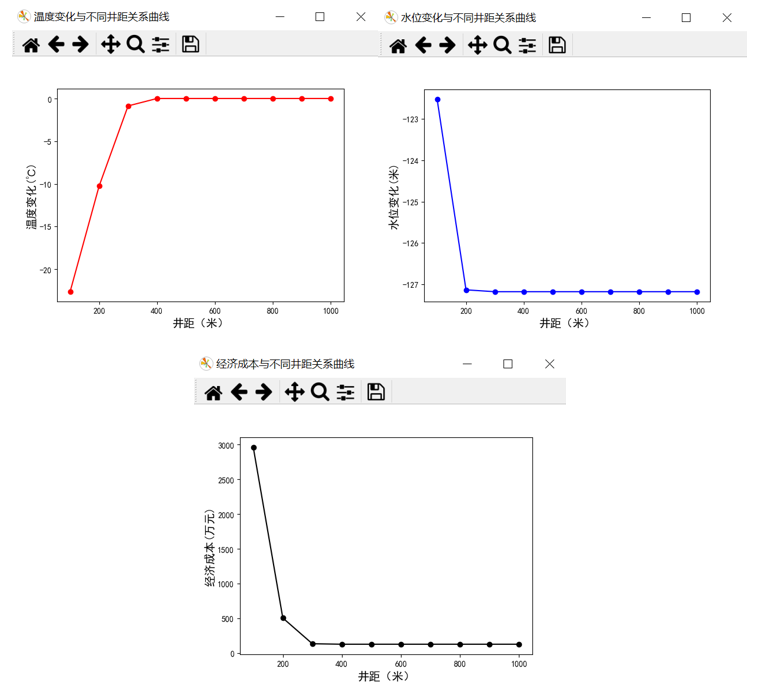 温度变化与不同井距关系曲线
水位变化与不同井距关系曲线
0
-5
-10
-15
-20
温度变化(℃)
200 400 600 800 1000
井距（米）
-123
-124
-125
-126
-127
水位变化(米)
200 400 600 800 1000
井距（米）
经济成本与不同井距关系曲线
3000
2500
2000
1500
1000
500
0
经济成本(万元)
200 400 600 800 1000
井距（米）